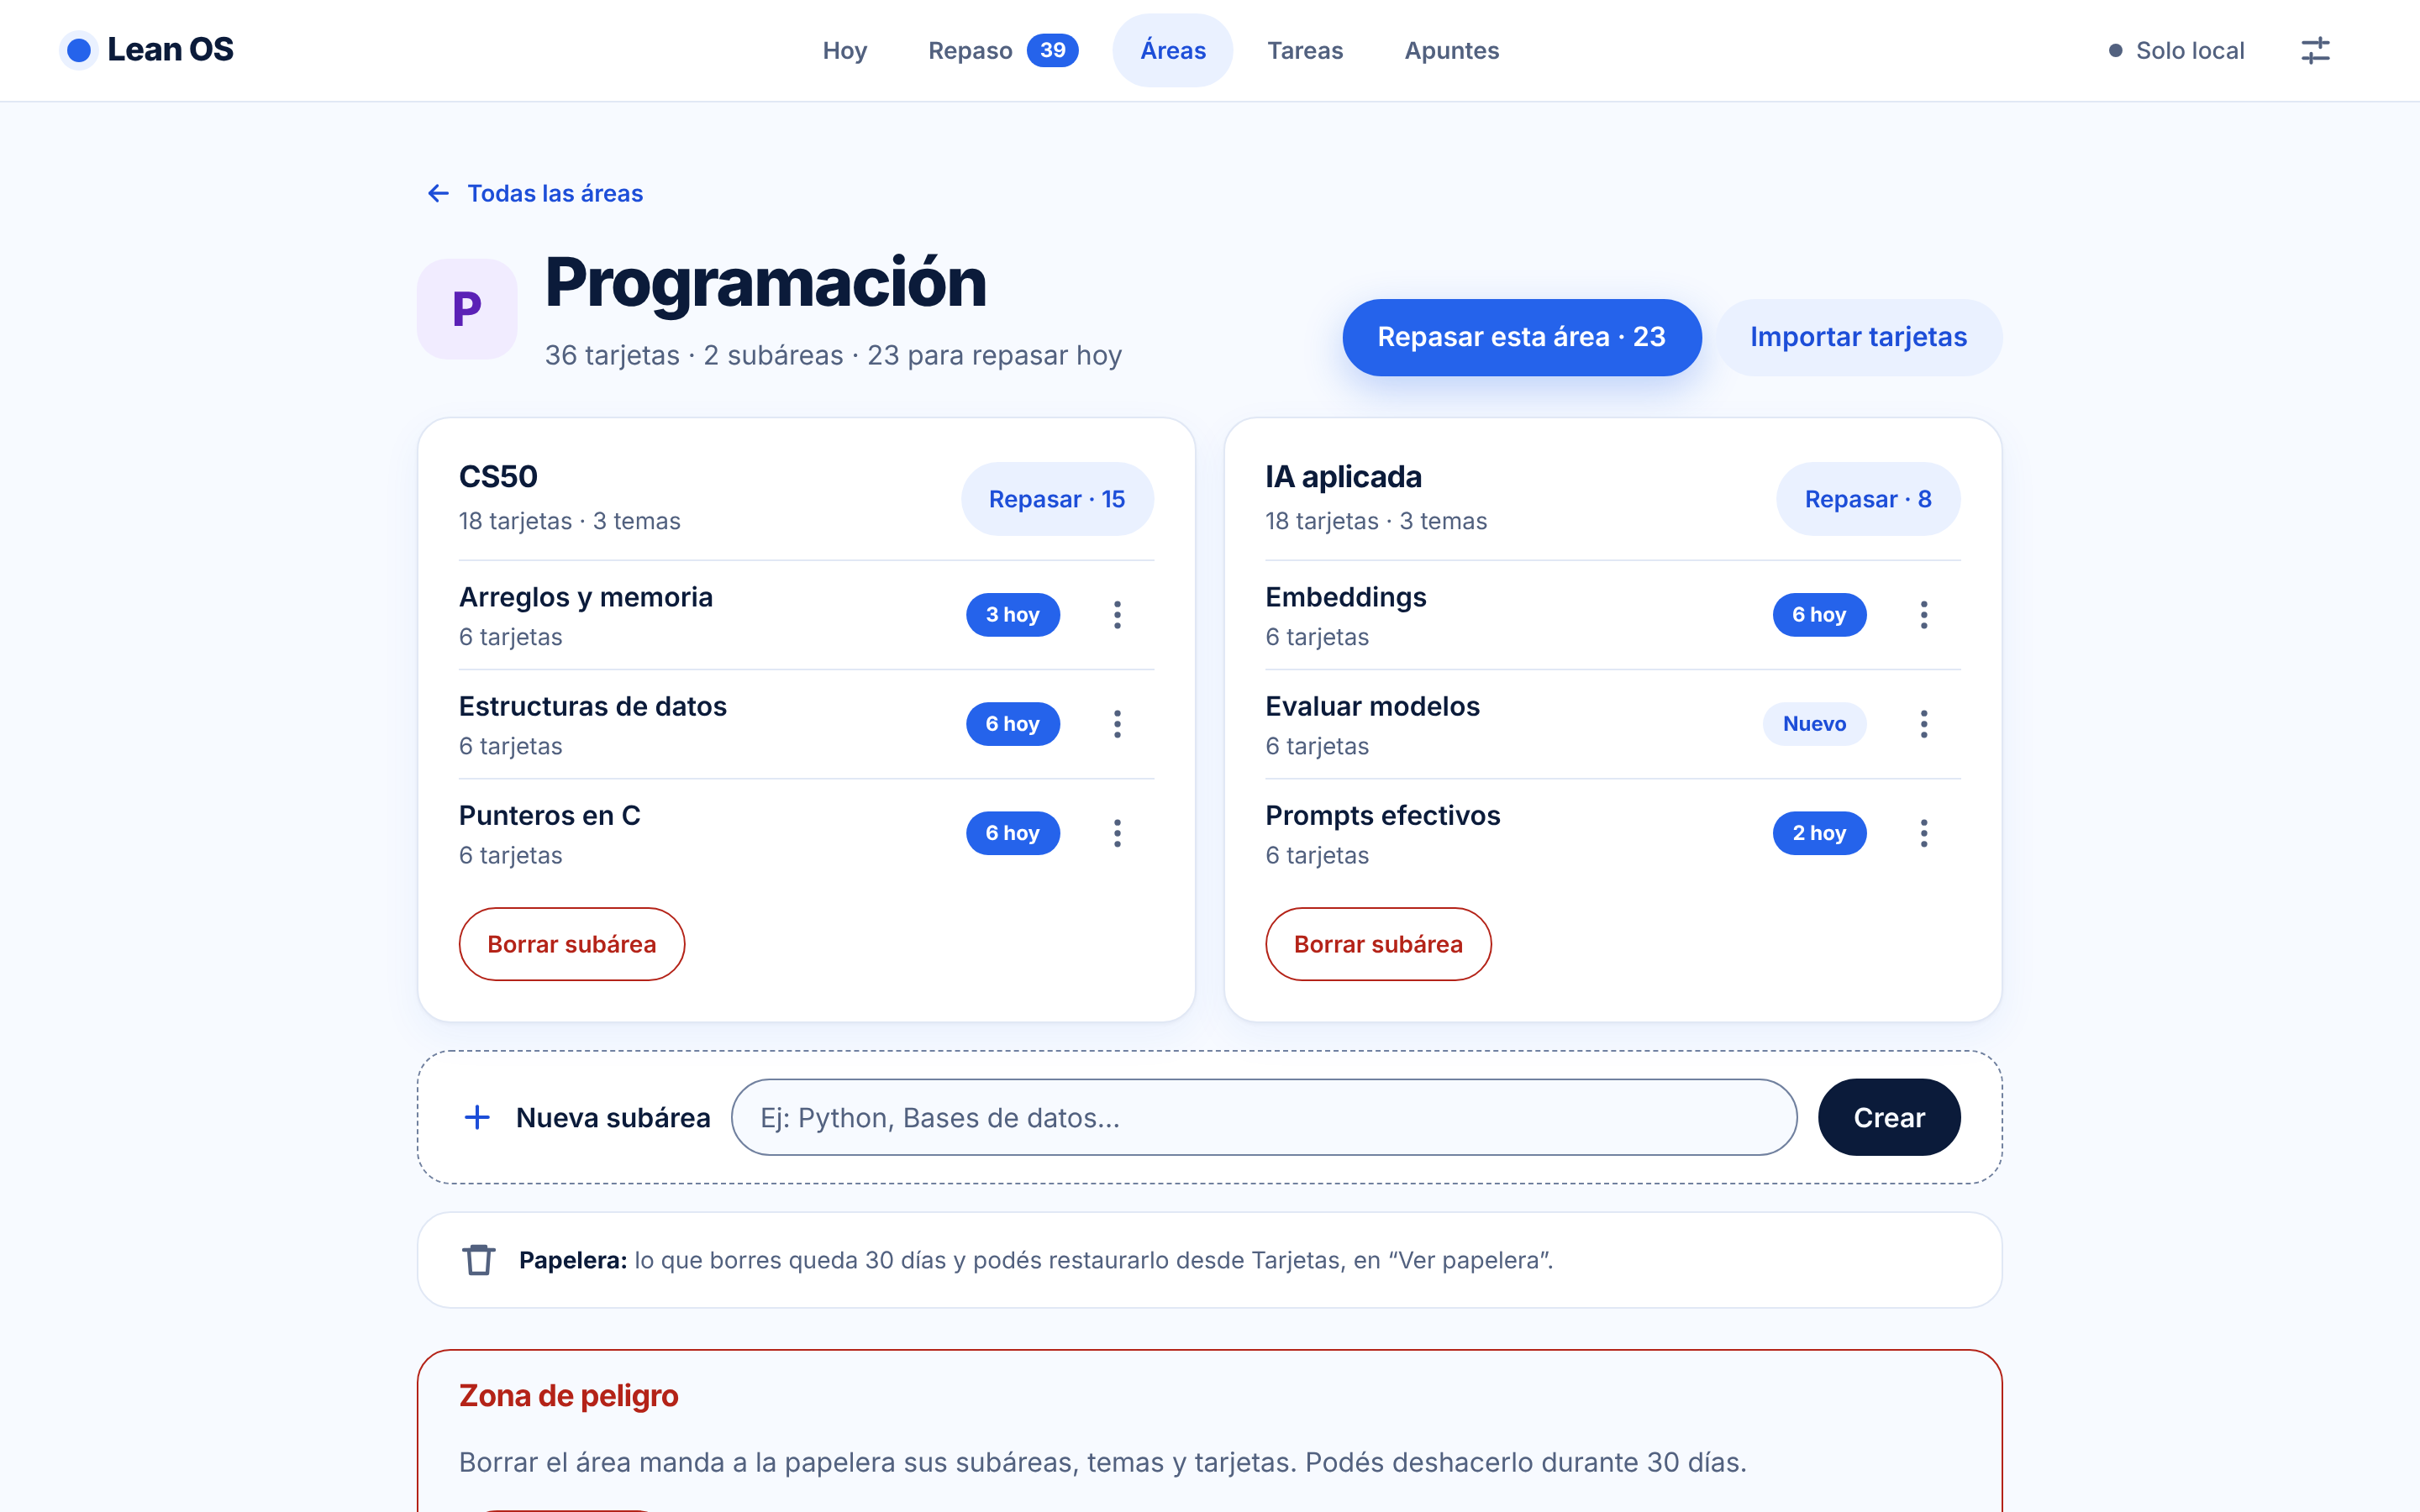 Lean OS
Hoy
Repaso 39
Áreas
Tareas
Apuntes
Solo local
Todas las áreas
P
Programación
36 tarjetas · 2 subáreas · 23 para repasar hoy
Repasar esta área · 23
Importar tarjetas
CS50
18 tarjetas · 3 temas
Repasar · 15
Arreglos y memoria
6 tarjetas
3 hoy
Estructuras de datos
6 tarjetas
6 hoy
Punteros en C
6 tarjetas
6 hoy
Borrar subárea
IA aplicada
18 tarjetas · 3 temas
Repasar · 8
Embeddings
6 tarjetas
6 hoy
Evaluar modelos
6 tarjetas
Nuevo
Prompts efectivos
6 tarjetas
2 hoy
Borrar subárea
Nueva subárea
Ej: Python, Bases de datos...
Crear
Papelera: lo que borres queda 30 días y podés restaurarlo desde Tarjetas, en “Ver papelera”.
Zona de peligro
Borrar el área manda a la papelera sus subáreas, temas y tarjetas. Podés deshacerlo durante 30 días.